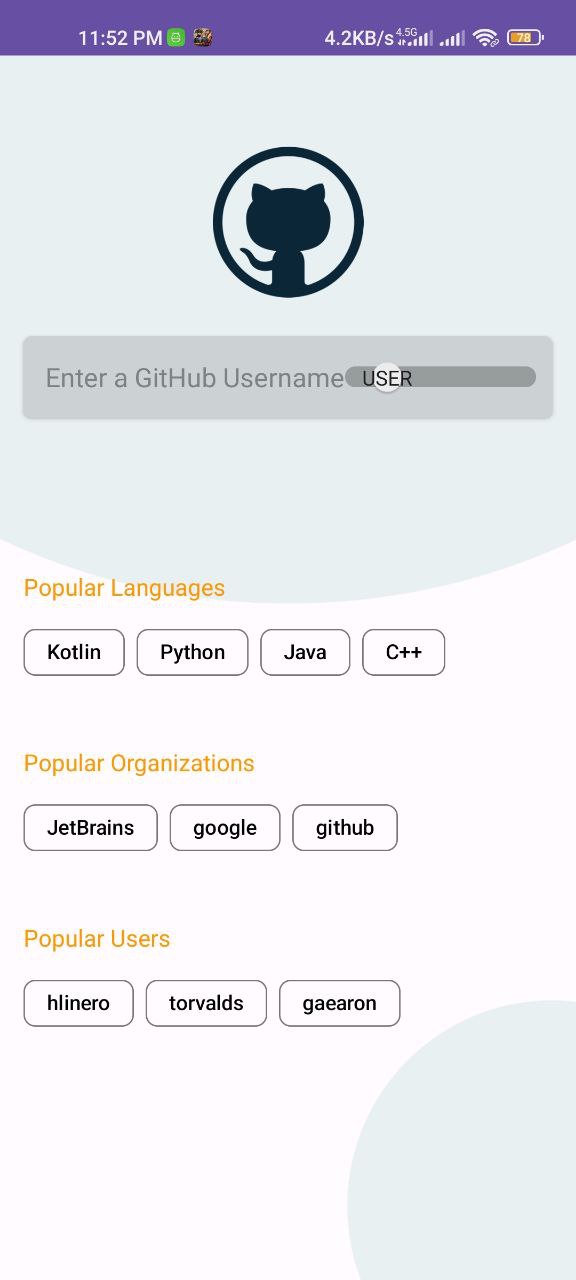 11:52 PM 4.2KB/s 4.5G 78
Enter a GitHub Username USER
Popular Languages
Kotlin Python Java C++
Popular Organizations
JetBrains google github
Popular Users
hlinero torvalds gaearon